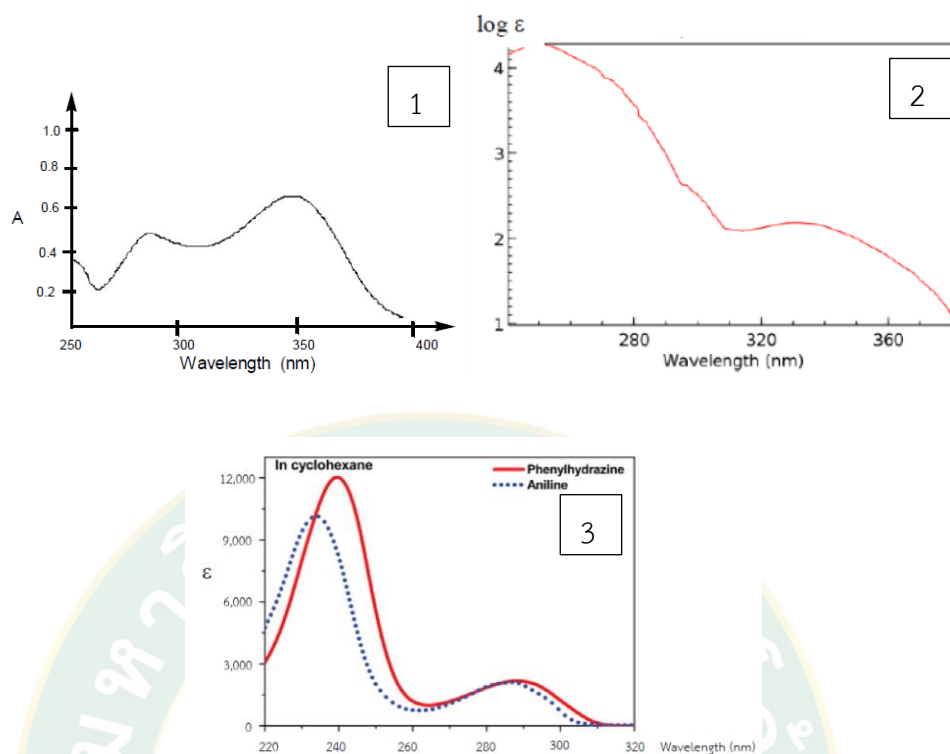 1
1.0
0.8
0.6
A
0.4
0.2
250 300 350 400
Wavelength (nm)
log ε
2
4
3
2
1
280 320 360
Wavelength (nm)
In cyclohexane
Phenylhydrazine
Aniline
3
12,000
9,000
ε
6,000
3,000
0
220 240 260 280 300 320
Wavelength (nm)